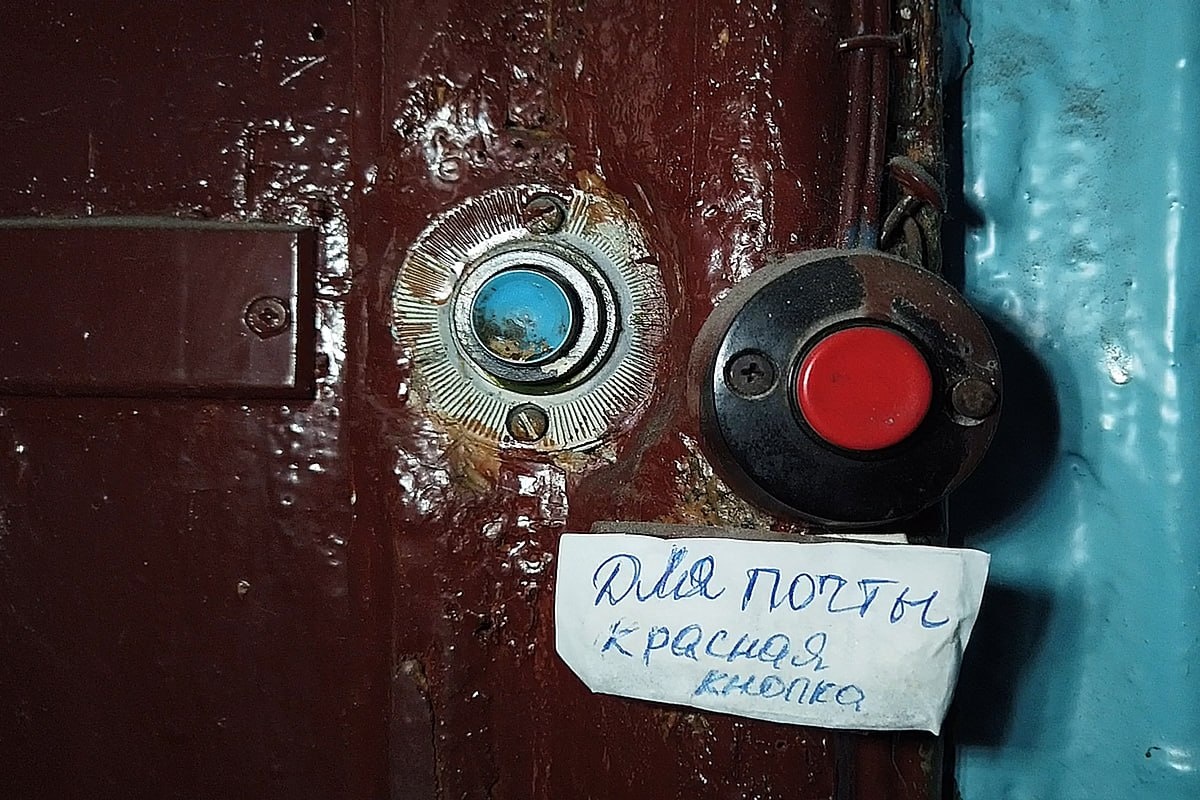 для почты
красная
кнопка